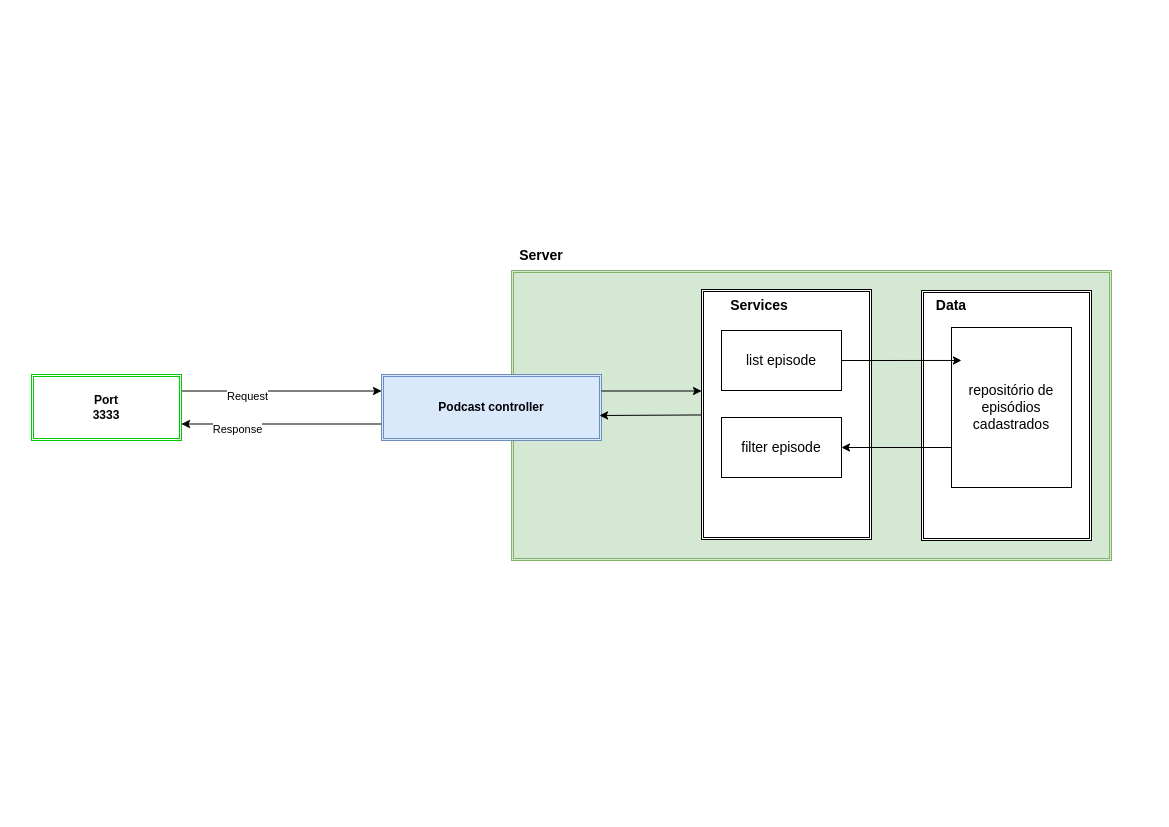 Server
Services
Data
list episode
Port
3333
Request
Response
Podcast controller
filter episode
repositório de
episódios
cadastrados